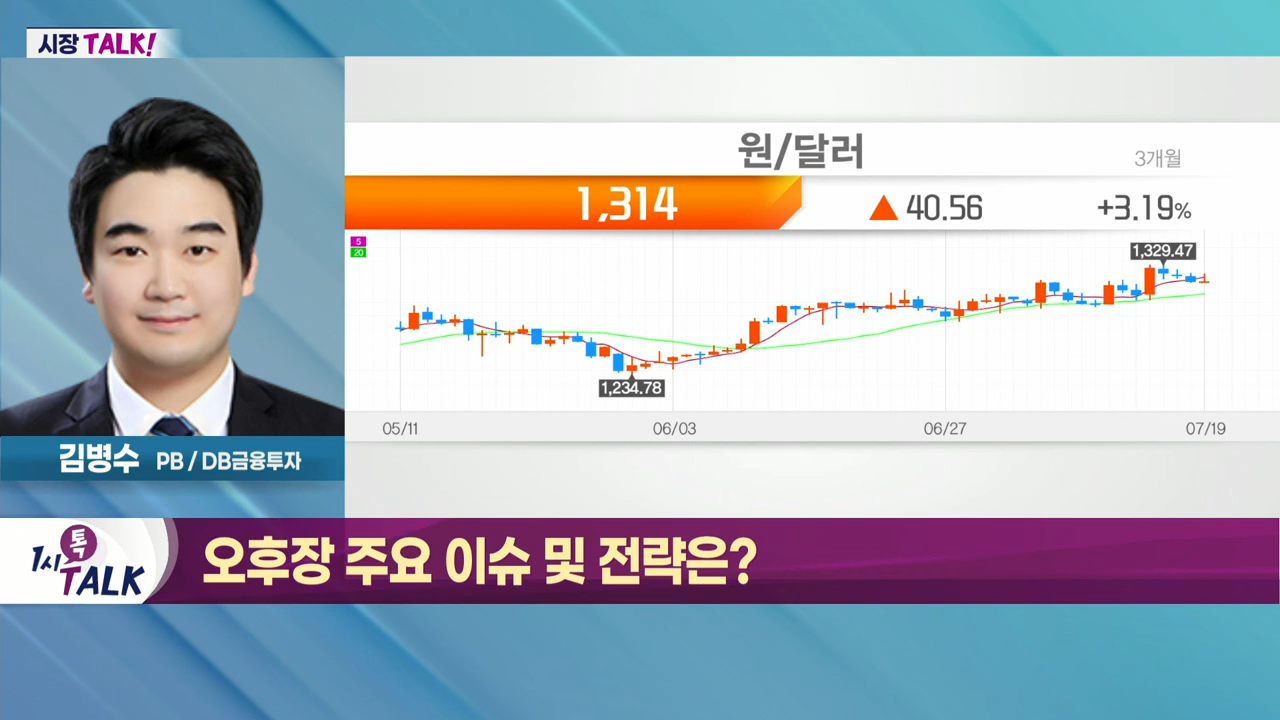 시장 TALK!
원/달러
3개월
1,314
▲ 40.56
+3.19%
5
20
1,329.47
1,234.78
05/11
06/03
06/27
07/19
김병수 PB / DB금융투자
1시 톡 TALK
오후장 주요 이슈 및 전략은?